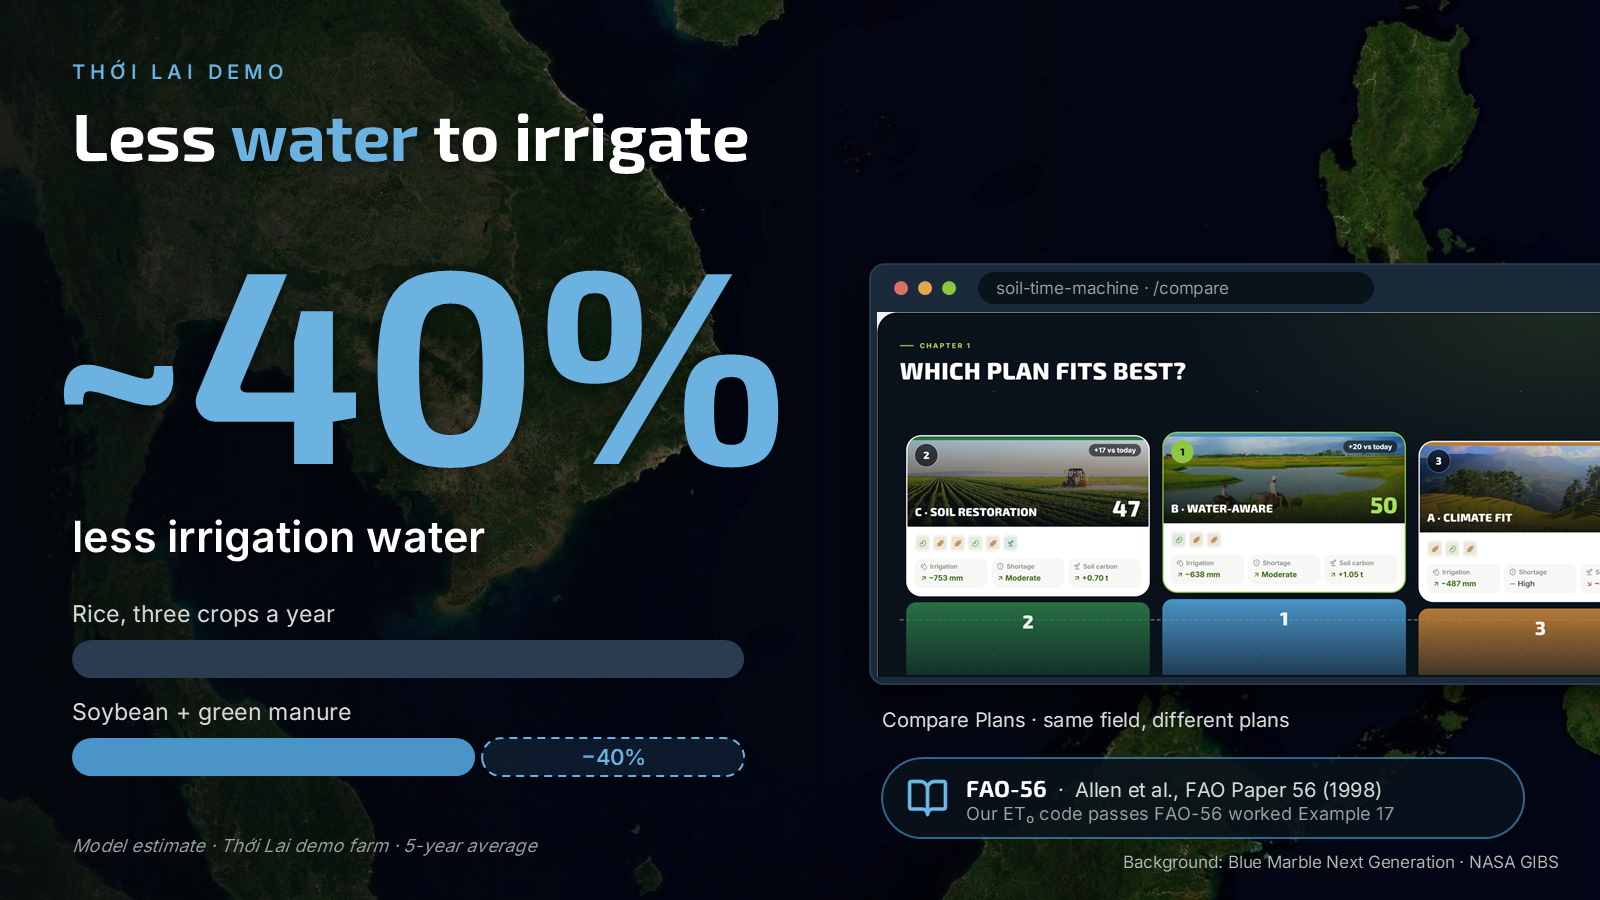 THỚI LAI DEMO
Less water to irrigate
~40%
less irrigation water
Rice, three crops a year
Soybean + green manure
−40%
Model estimate · Thới Lai demo farm · 5-year average
soil-time-machine · /compare
CHAPTER 1
WHICH PLAN FITS BEST?
2
+17 vs today
C · SOIL RESTORATION
47
Irrigation
−753 mm
Shortage
Moderate
Soil carbon
+0.70 t
2
1
+20 vs today
B · WATER-AWARE
50
Irrigation
−638 mm
Shortage
Moderate
Soil carbon
+1.05 t
1
3
A · CLIMATE FIT
Irrigation
−487 mm
Shortage
– High
3
Compare Plans · same field, different plans
FAO-56 · Allen et al., FAO Paper 56 (1998)
Our ET₀ code passes FAO-56 worked Example 17
Background: Blue Marble Next Generation · NASA GIBS